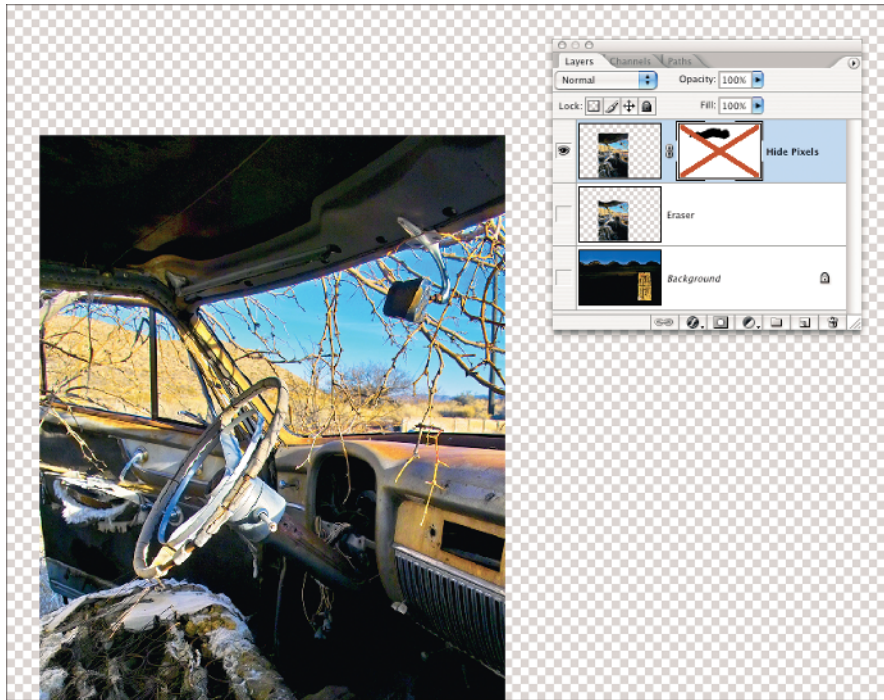 Layers Channels Paths
Normal Opacity: 100%
Lock: Fill: 100%
Hide Pixels
Eraser
Background